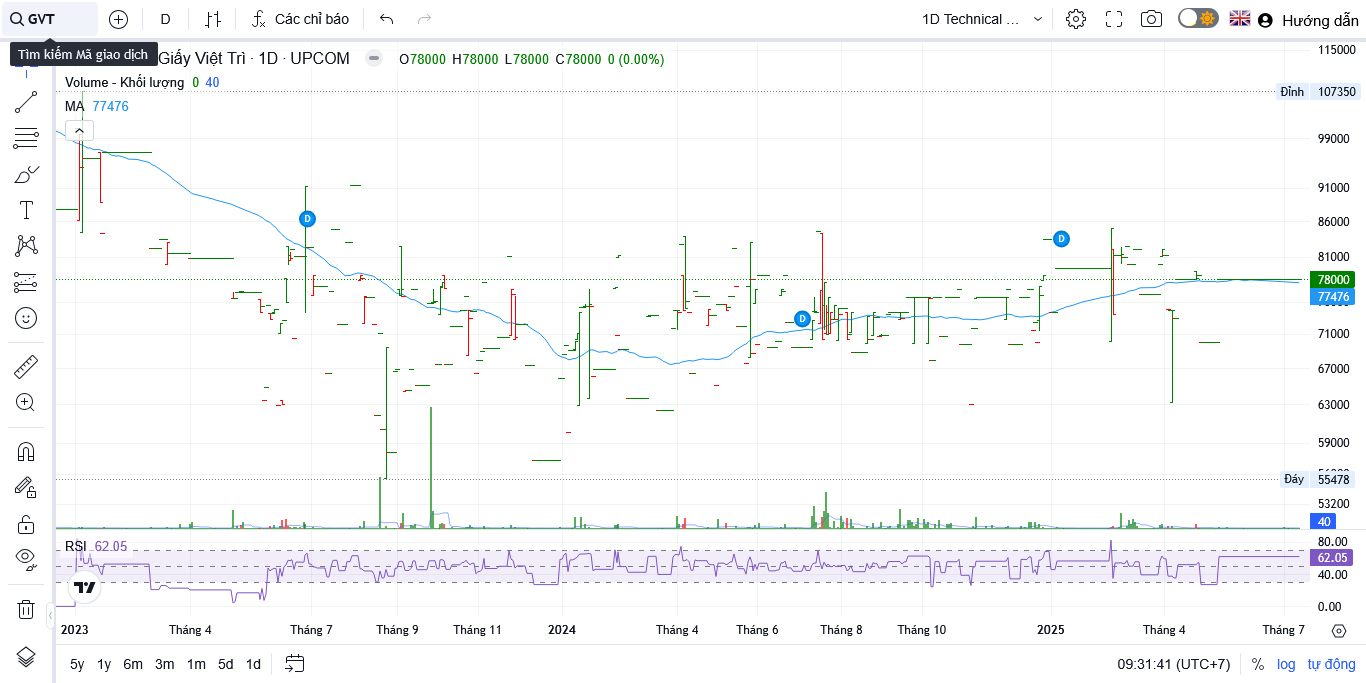 GVT
D
Các chỉ báo
1D Technical ...
Hướng dẫn
Tìm kiếm Mã giao dịch
Giấy Việt Trì · 1D · UPCOM
O78000 H78000 L78000 C78000 0 (0.00%)
Volume - Khối lượng 0 40
MA 77476
115000
Đỉnh 107350
99000
91000
86000
81000
78000
77476
71000
67000
63000
59000
Đáy 55478
53200
40
D
D
D
RSI 62.05
80.00
62.05
40.00
0.00
2023 Tháng 4 Tháng 7 Tháng 9 Tháng 11 2024 Tháng 4 Tháng 6 Tháng 8 Tháng 10 2025 Tháng 4 Tháng 7
5y 1y 6m 3m 1m 5d 1d
09:31:41 (UTC+7) % log tự động